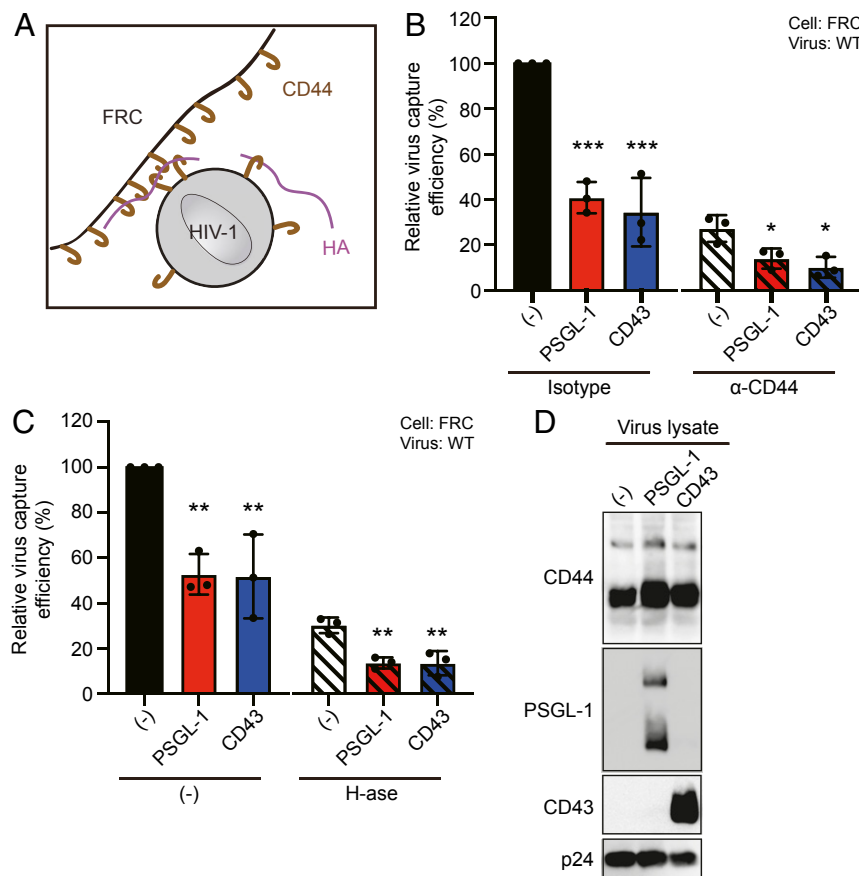 A
FRC
CD44
HIV-1
HA
B
Cell: FRC
Virus: WT
Relative virus capture
efficiency (%)
120
100
80
60
40
20
0
***
***
*
*
(-)
PSGL-1
CD43
(-)
PSGL-1
CD43
Isotype
α-CD44
C
Cell: FRC
Virus: WT
Relative virus capture
efficiency (%)
120
100
80
60
40
20
0
**
**
**
**
(-)
PSGL-1
CD43
(-)
PSGL-1
CD43
(-)
H-ase
D
Virus lysate
(-)
PSGL-1
CD43
CD44
PSGL-1
CD43
p24